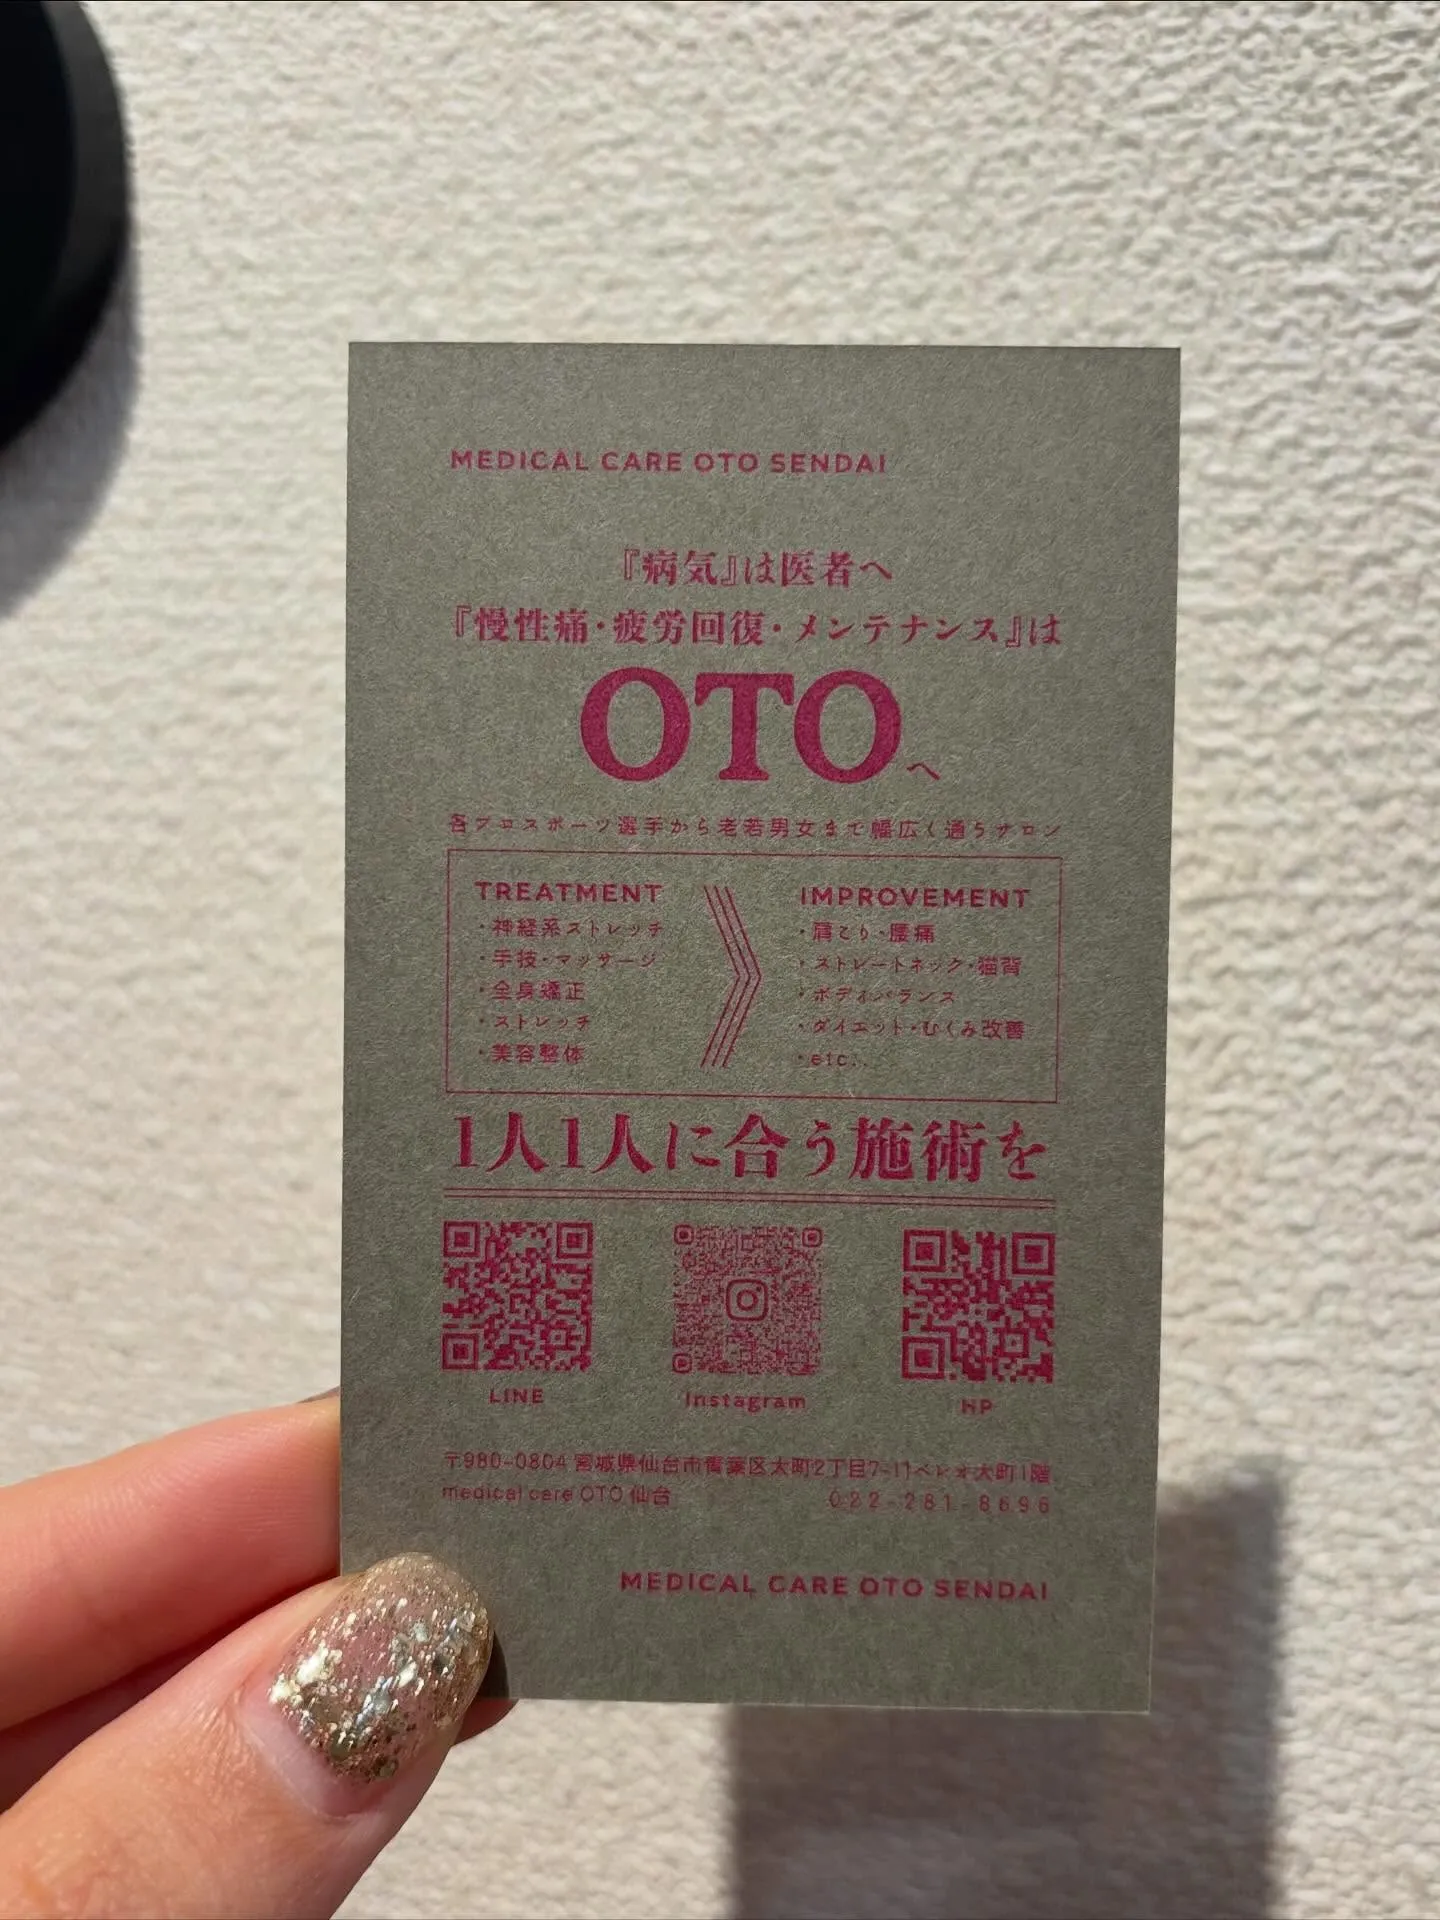 MEDICAL CARE OTO SENDAI
『病気』は医者へ
『慢性痛・疲労回復・メンテナンス』は
OTOへ
各プロスポーツ選手から老若男女まで幅広く通うサロン
TREATMENT
・神経系ストレッチ
・手技・マッサージ
・全身矯正
・ストレッチ
・美容整体
IMPROVEMENT
・肩こり・腰痛
・ストレートネック・猫背
・ボディバランス
・ダイエット・むくみ改善
・etc..
1人1人に合う施術を
LINE
Instagram
HP
〒980-0804 宮城県仙台市青葉区大町2丁目7-11ベレオ大町1階
medical care OTO 仙台
022-281-8696
MEDICAL CARE OTO SENDAI